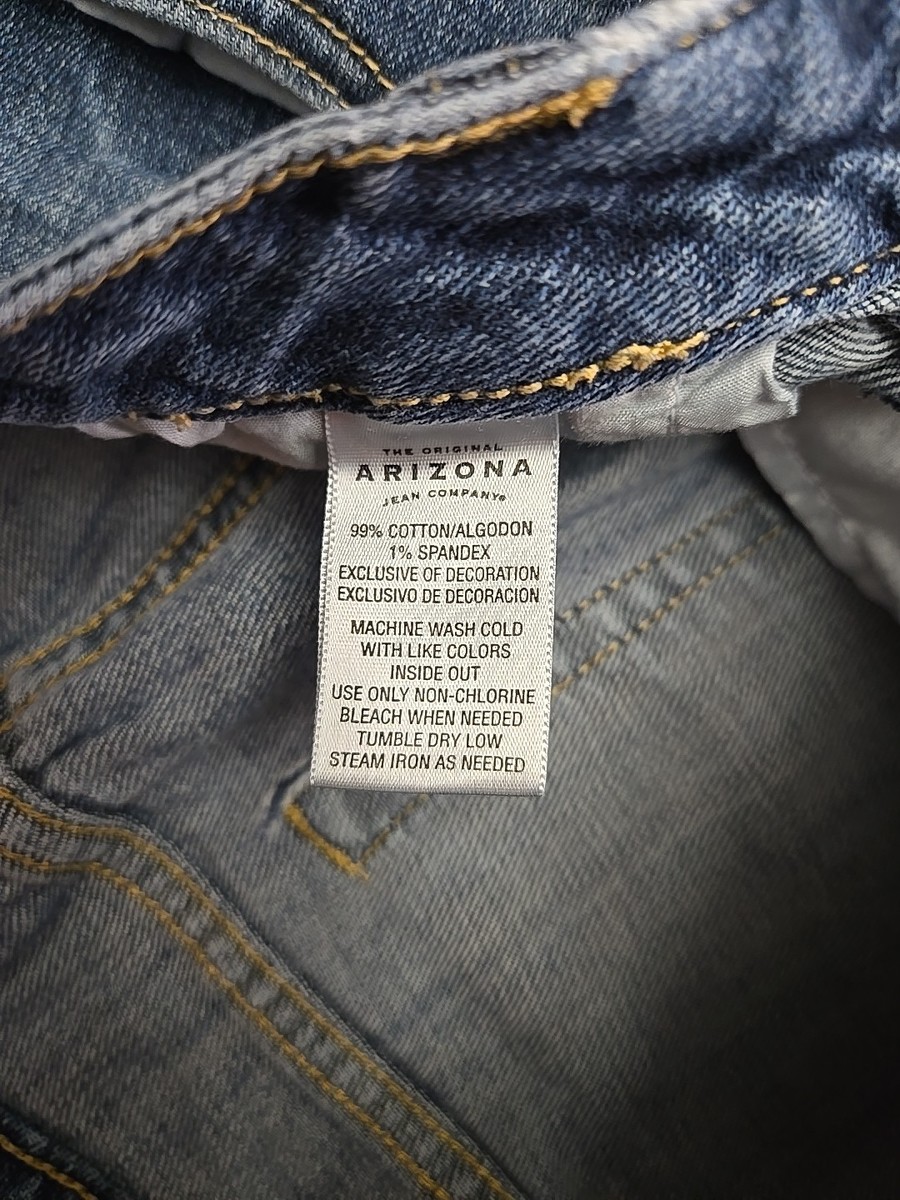 THE ORIGINAL
ARIZONA
JEAN COMPANY®
99% COTTON/ALGODON
1% SPANDEX
EXCLUSIVE OF DECORATION
EXCLUSIVO DE DECORACION
MACHINE WASH COLD
WITH LIKE COLORS
INSIDE OUT
USE ONLY NON-CHLORINE
BLEACH WHEN NEEDED
TUMBLE DRY LOW
STEAM IRON AS NEEDED